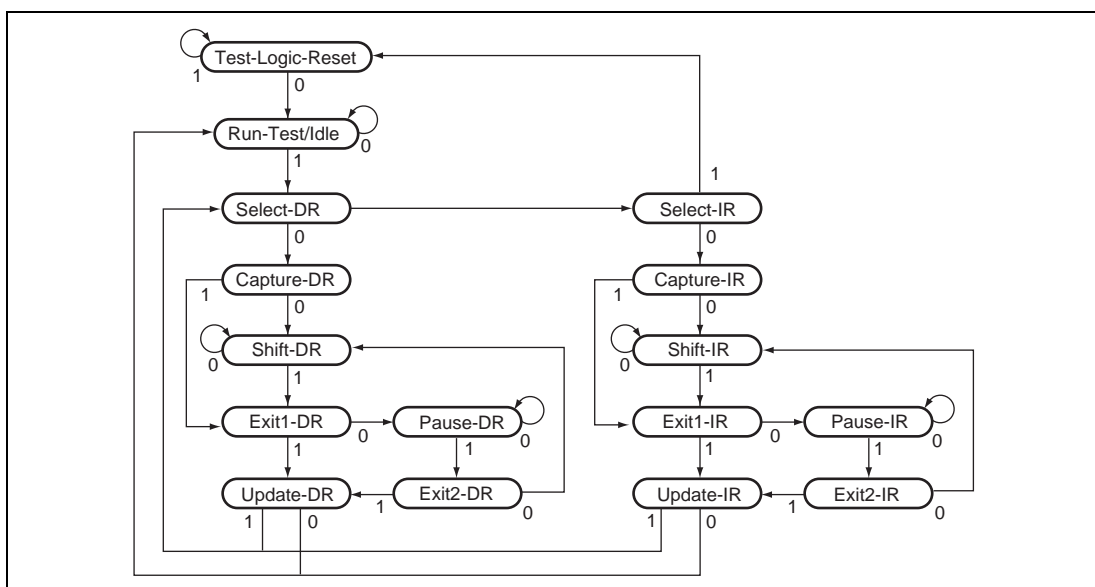 Test-Logic-Reset
1
0
Run-Test/Idle
0
1
1
Select-DR
Select-IR
0
0
Capture-DR
Capture-IR
1
0
1
0
Shift-DR
Shift-IR
0
1
0
1
Exit1-DR
Pause-DR
Exit1-IR
Pause-IR
0
0
0
0
1
1
1
1
Update-DR
Exit2-DR
Update-IR
Exit2-IR
1
0
1
0
1
0
1
0